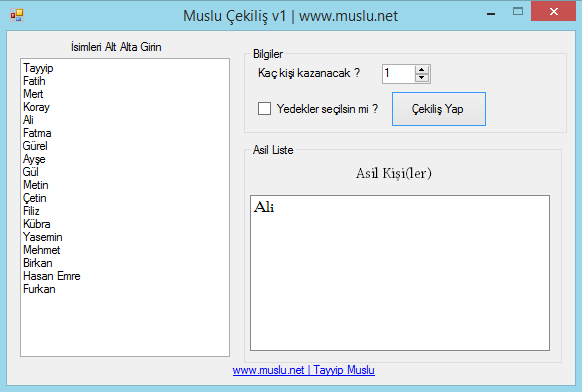 Muslu Çekiliş v1 | www.muslu.net
İsimleri Alt Alta Girin
Tayyip
Fatih
Mert
Koray
Ali
Fatma
Gürel
Ayşe
Gül
Metin
Çetin
Filiz
Kübra
Yasemin
Mehmet
Birkan
Hasan Emre
Furkan
Bilgiler
Kaç kişi kazanacak ?
1
Yedekler seçilsin mi ?
Çekiliş Yap
Asil Liste
Asil Kişi(ler)
Ali
www.muslu.net | Tayyip Muslu